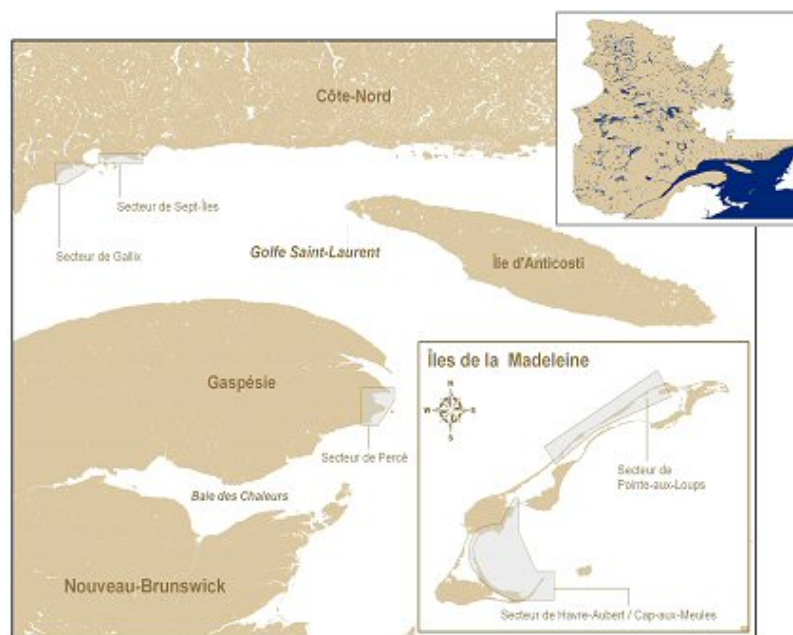 Côte-Nord
Secteur de Sept-Îles
Secteur de Gallix
Golfe Saint-Laurent
Île d'Anticosti
Gaspésie
Secteur de Percé
Baie des Chaleurs
Nouveau-Brunswick
Îles de la Madeleine
N
W
E
S
Secteur de
Pointe-aux-Loups
Secteur de Havre-Aubert / Cap-aux-Meules